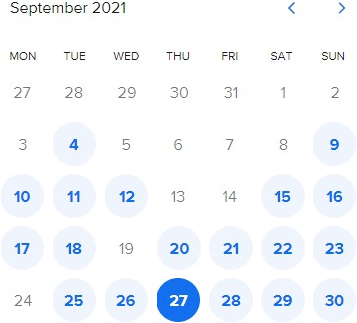 September 2021
MON TUE WED THU FRI SAT SUN
27 28 29 30 31 1 2
3 4 5 6 7 8 9
10 11 12 13 14 15 16
17 18 19 20 21 22 23
24 25 26 27 28 29 30